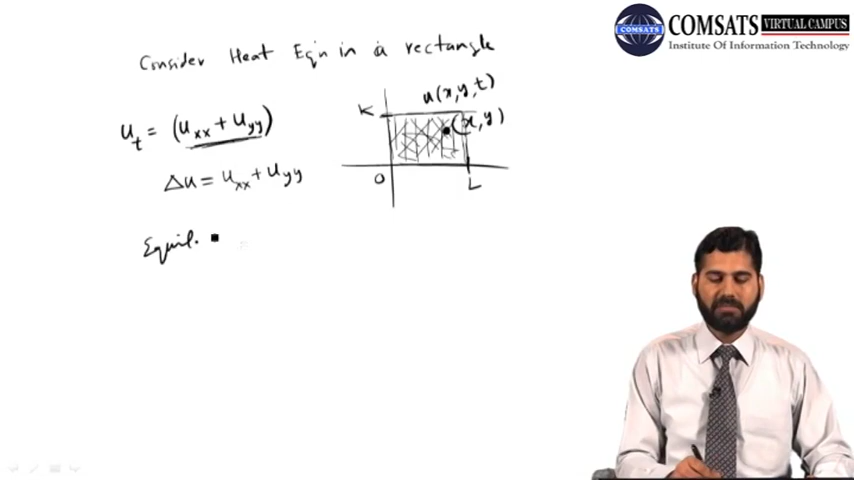 COMSATS VIRTUAL CAMPUS
COMSATS
Institute Of Information Technology
Consider Heat Eq'n in a rectangle
u(x,y,t)
K
(x,y)
u_t = (u_xx + u_yy)
Δu = u_xx + u_yy
O
L
Equil.